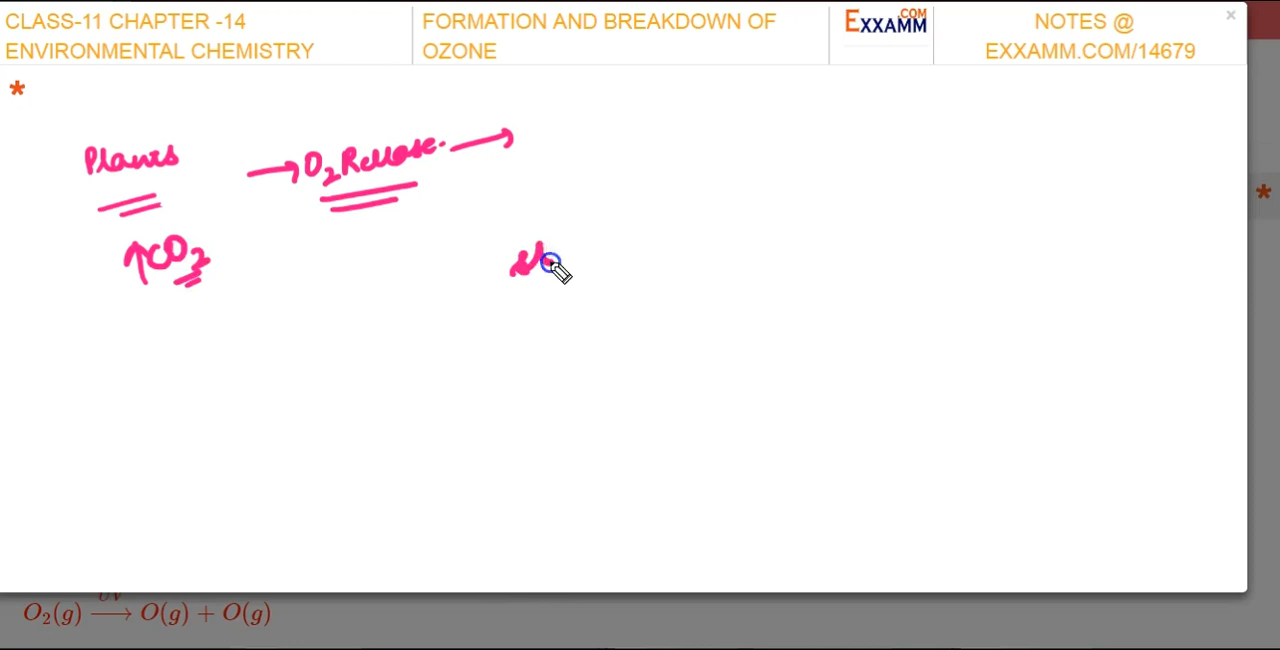 CLASS-11 CHAPTER -14
ENVIRONMENTAL CHEMISTRY
FORMATION AND BREAKDOWN OF
OZONE
EXXAMM
.COM
NOTES @
EXXAMM.COM/14679
×
*
Plants → O₂ Release. →
↑CO₂
*
O₂(g) UV⟶ O(g) + O(g)